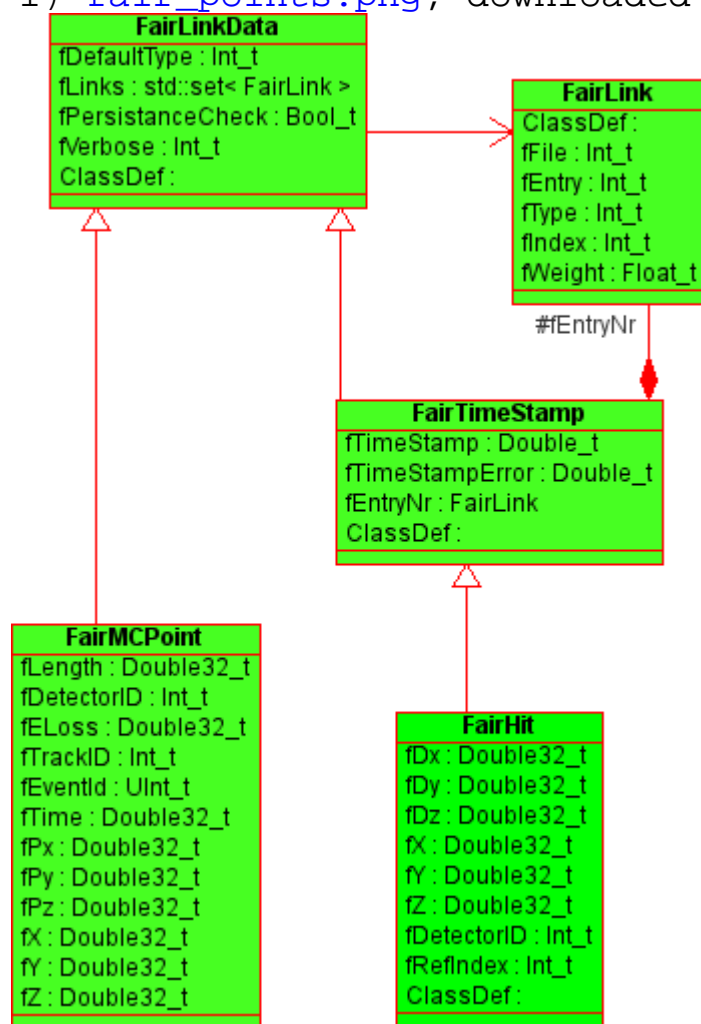 1) fair_points.png, downloaded
FairLinkData
fDefaultType : Int_t
fLinks : std::set< FairLink >
fPersistanceCheck : Bool_t
fVerbose : Int_t
ClassDef :
FairLink
ClassDef :
fFile : Int_t
fEntry : Int_t
fType : Int_t
fIndex : Int_t
fWeight : Float_t
#fEntryNr
FairTimeStamp
fTimeStamp : Double_t
fTimeStampError : Double_t
fEntryNr : FairLink
ClassDef :
FairMCPoint
fLength : Double32_t
fDetectorID : Int_t
fELoss : Double32_t
fTrackID : Int_t
fEventId : UInt_t
fTime : Double32_t
fPx : Double32_t
fPy : Double32_t
fPz : Double32_t
fX : Double32_t
fY : Double32_t
fZ : Double32_t
FairHit
fDx : Double32_t
fDy : Double32_t
fDz : Double32_t
fX : Double32_t
fY : Double32_t
fZ : Double32_t
fDetectorID : Int_t
fRefIndex : Int_t
ClassDef :